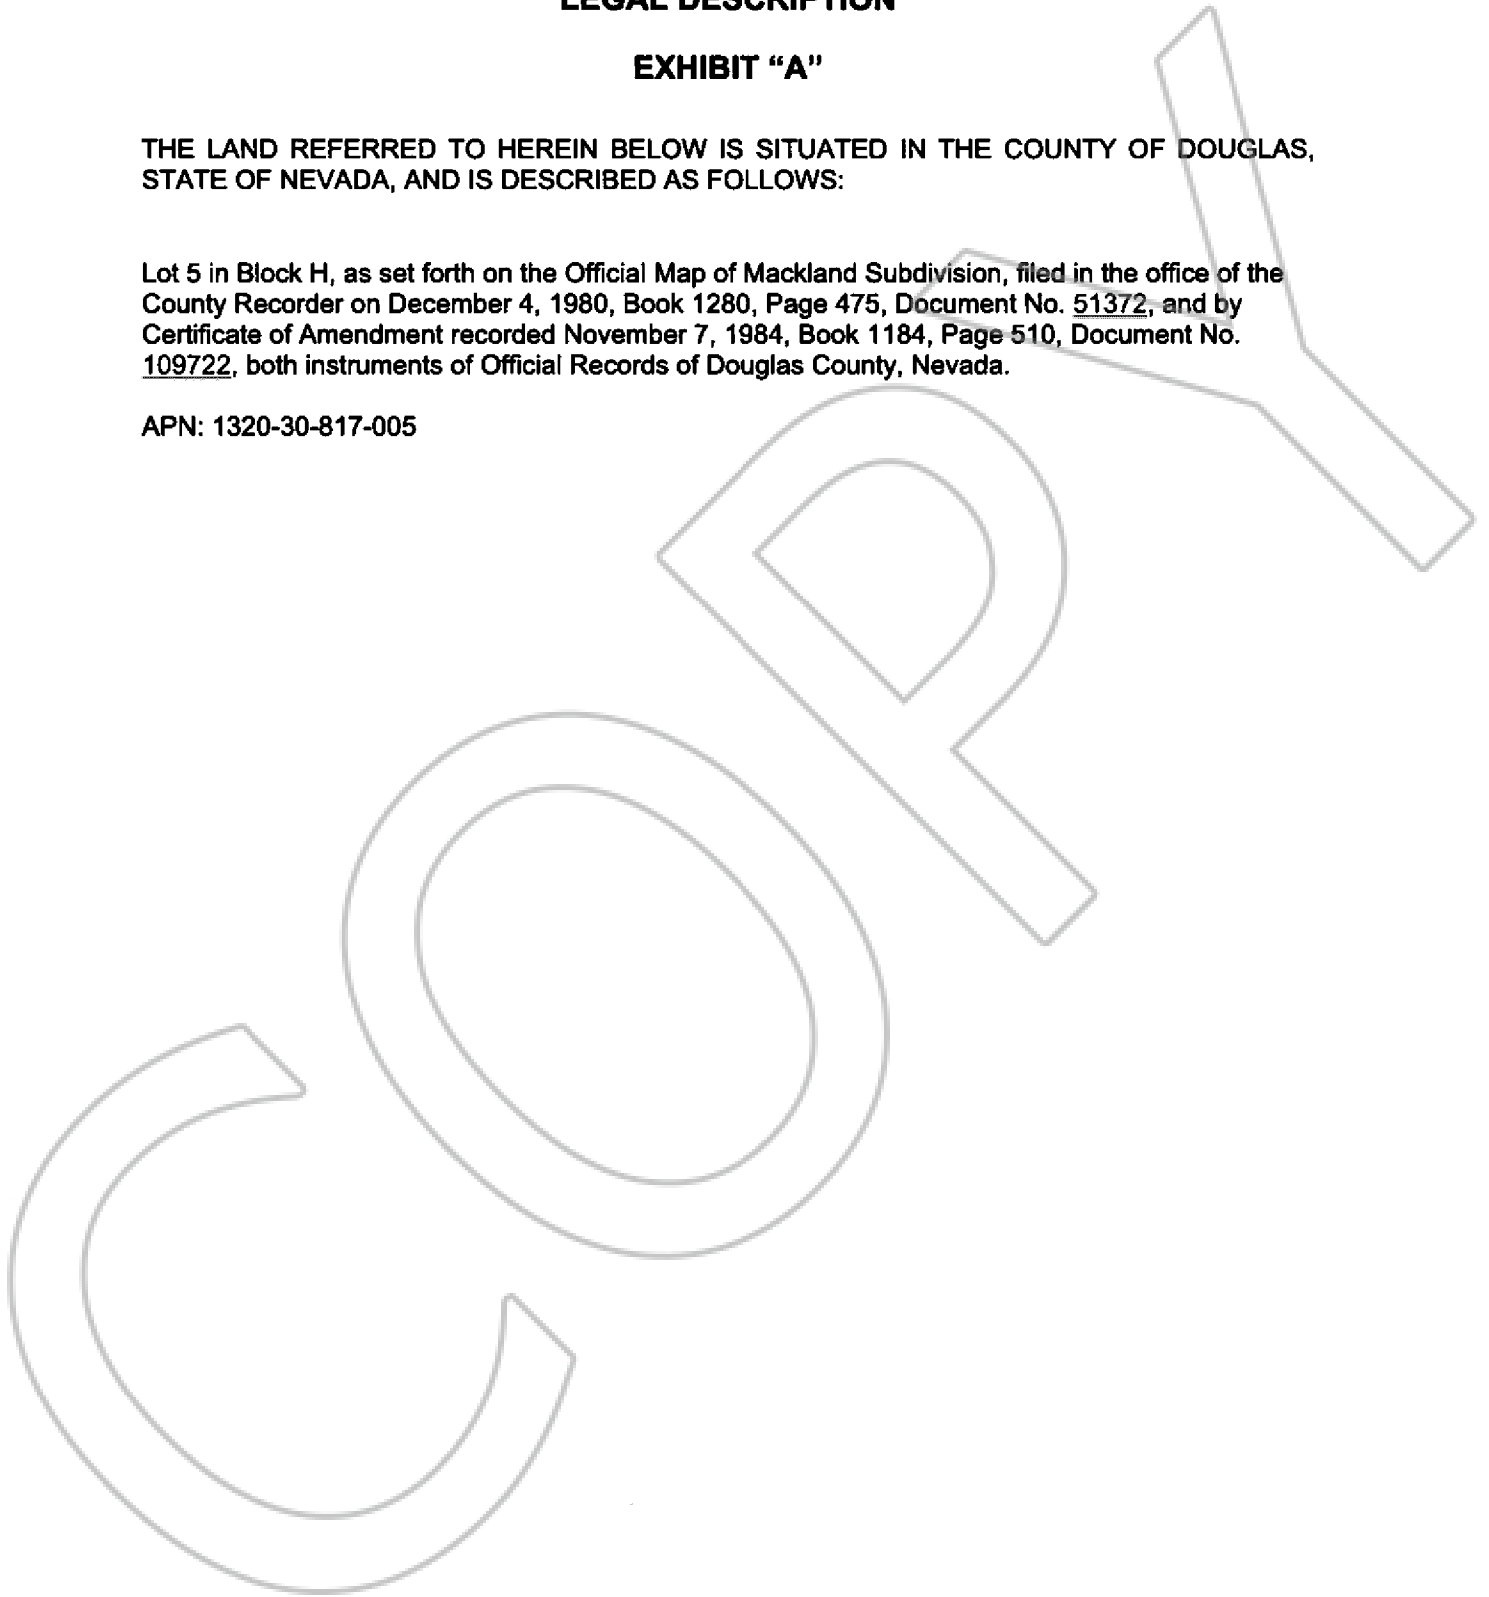 LEGAL DESCRIPTION
EXHIBIT “A”
THE LAND REFERRED TO HEREIN BELOW IS SITUATED IN THE COUNTY OF DOUGLAS,
STATE OF NEVADA, AND IS DESCRIBED AS FOLLOWS:
Lot 5 in Block H, as set forth on the Official Map of Mackland Subdivision, filed in the office of the
County Recorder on December 4, 1980, Book 1280, Page 475, Document No. 51372, and by
Certificate of Amendment recorded November 7, 1984, Book 1184, Page 510, Document No.
109722, both instruments of Official Records of Douglas County, Nevada.
APN: 1320-30-817-005
COPY